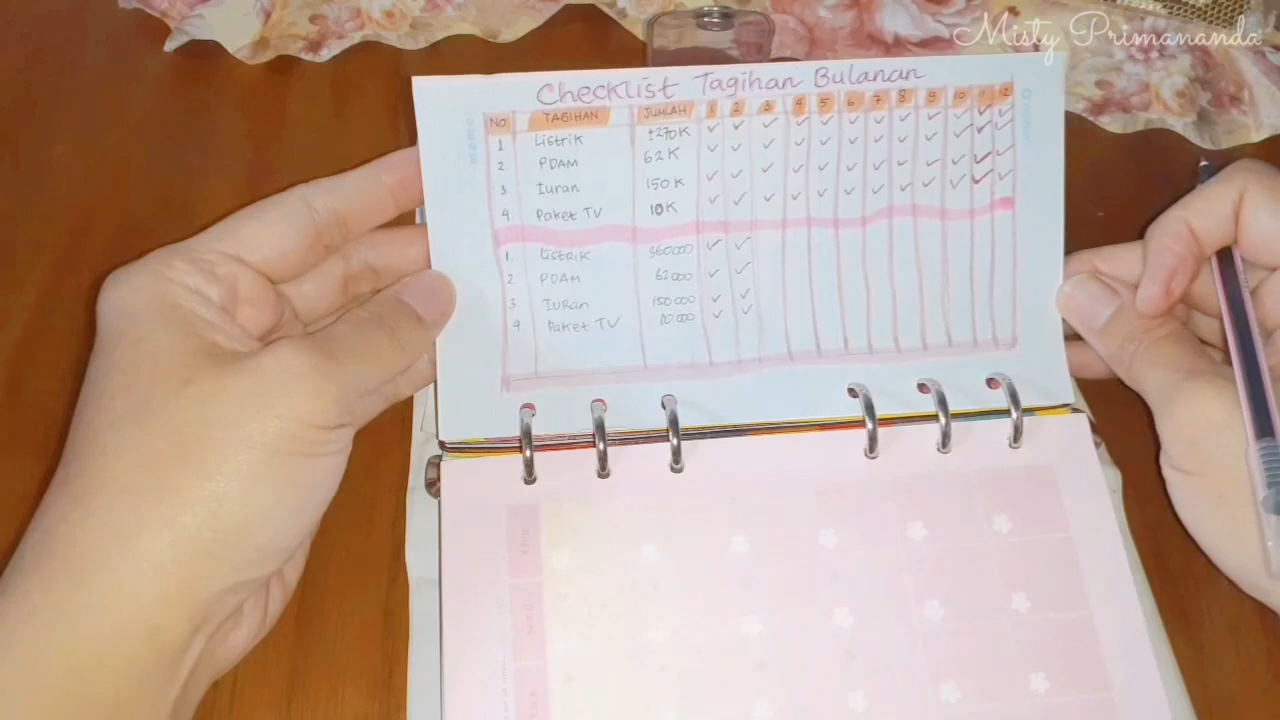 Misty Primananda
Checklist Tagihan Bulanan
NO TAGIHAN JUMLAH 1 2 3 4 5 6 7 8 9 10 11 12
1 Listrik ±270K ✓ ✓ ✓ ✓ ✓ ✓ ✓ ✓ ✓ ✓ ✓ ✓
2 PDAM 62K ✓ ✓ ✓ ✓ ✓ ✓ ✓ ✓ ✓ ✓ ✓ ✓
3 Iuran 150K ✓ ✓ ✓ ✓ ✓ ✓ ✓ ✓ ✓ ✓ ✓ ✓
4. Paket TV 10K ✓ ✓ ✓ ✓ ✓ ✓ ✓ ✓ ✓ ✓ ✓ ✓
1. Listrik 360000 ✓ ✓
2 PDAM 62000 ✓ ✓
3 IuRan 150.000 ✓ ✓
4 Paket TV 10.000 ✓ ✓